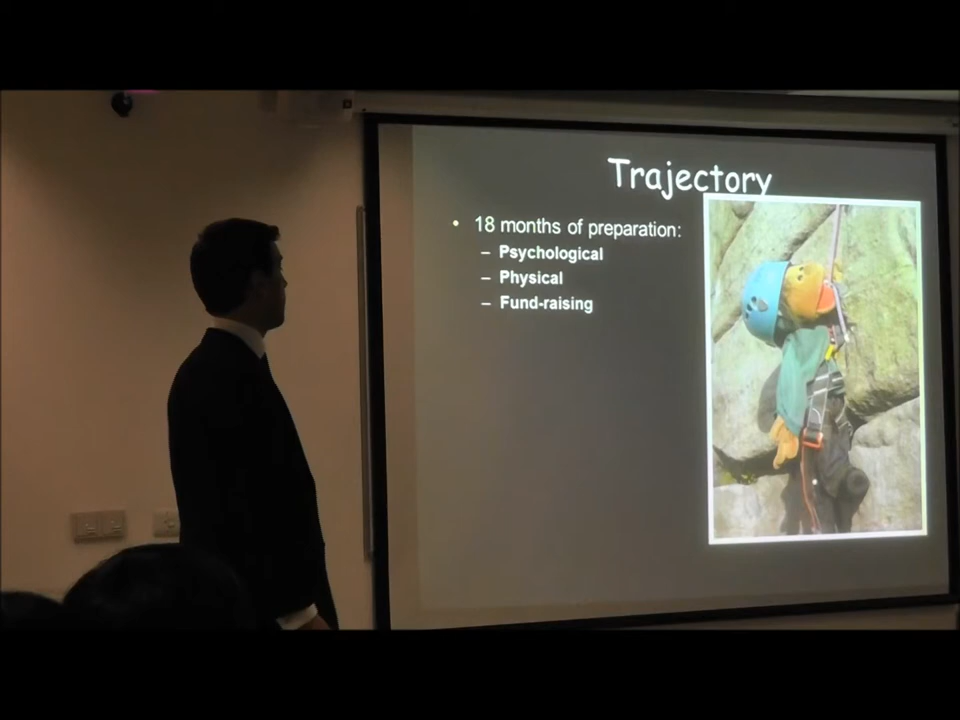 Trajectory
• 18 months of preparation:
– Psychological
– Physical
– Fund-raising